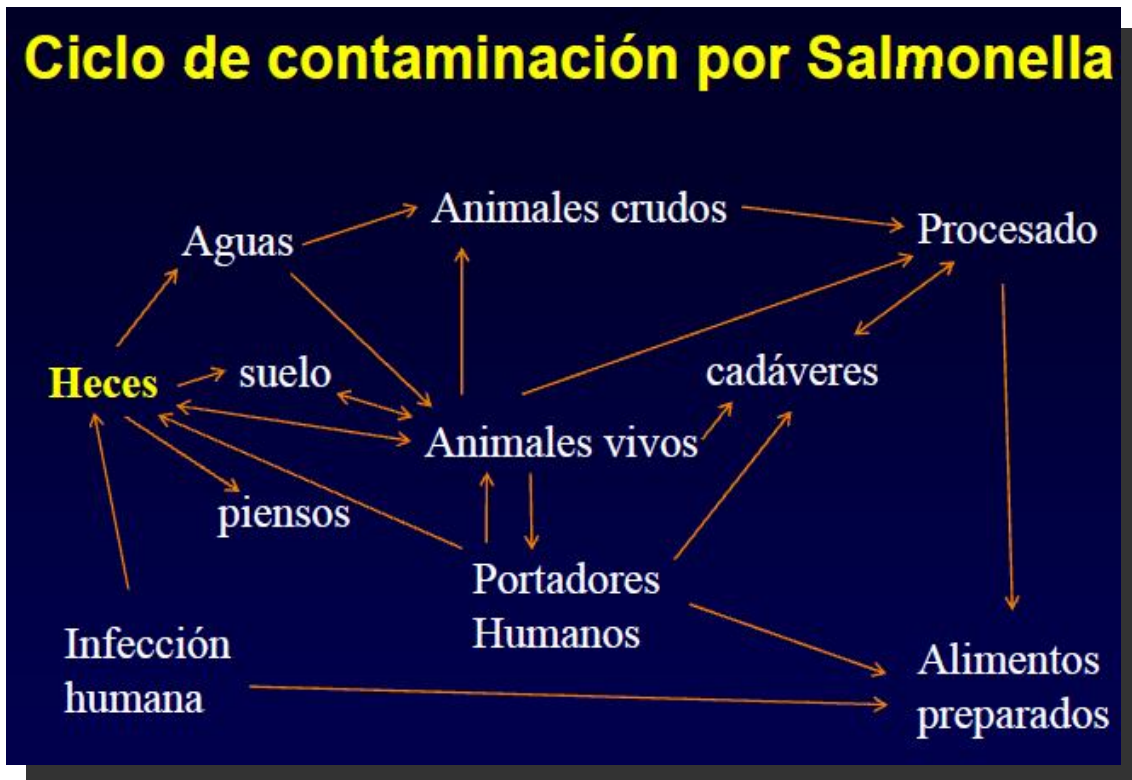 Ciclo de contaminación por Salmonella
Animales crudos
Procesado
Aguas
Heces
suelo
cadáveres
Animales vivos
piensos
Portadores
Humanos
Infección
humana
Alimentos
preparados